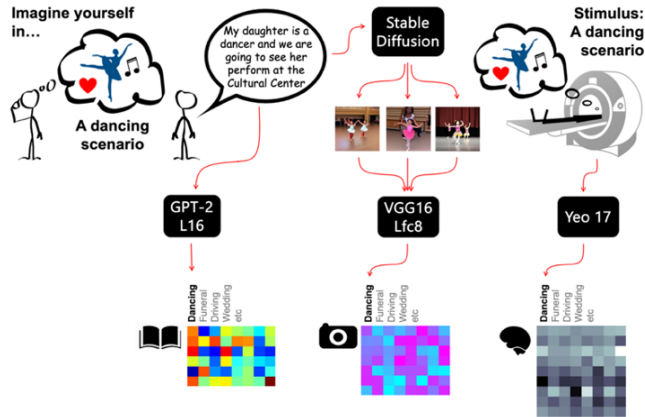 Imagine yourself
in…
A dancing
scenario
My daughter is a
dancer and we are
going to see her
perform at the
Cultural Center
Stable
Diffusion
Stimulus:
A dancing
scenario
GPT-2
L16
VGG16
Lfc8
Yeo 17
Dancing
Funeral
Driving
Wedding
etc
Dancing
Funeral
Driving
Wedding
etc
Dancing
Funeral
Driving
Wedding
etc